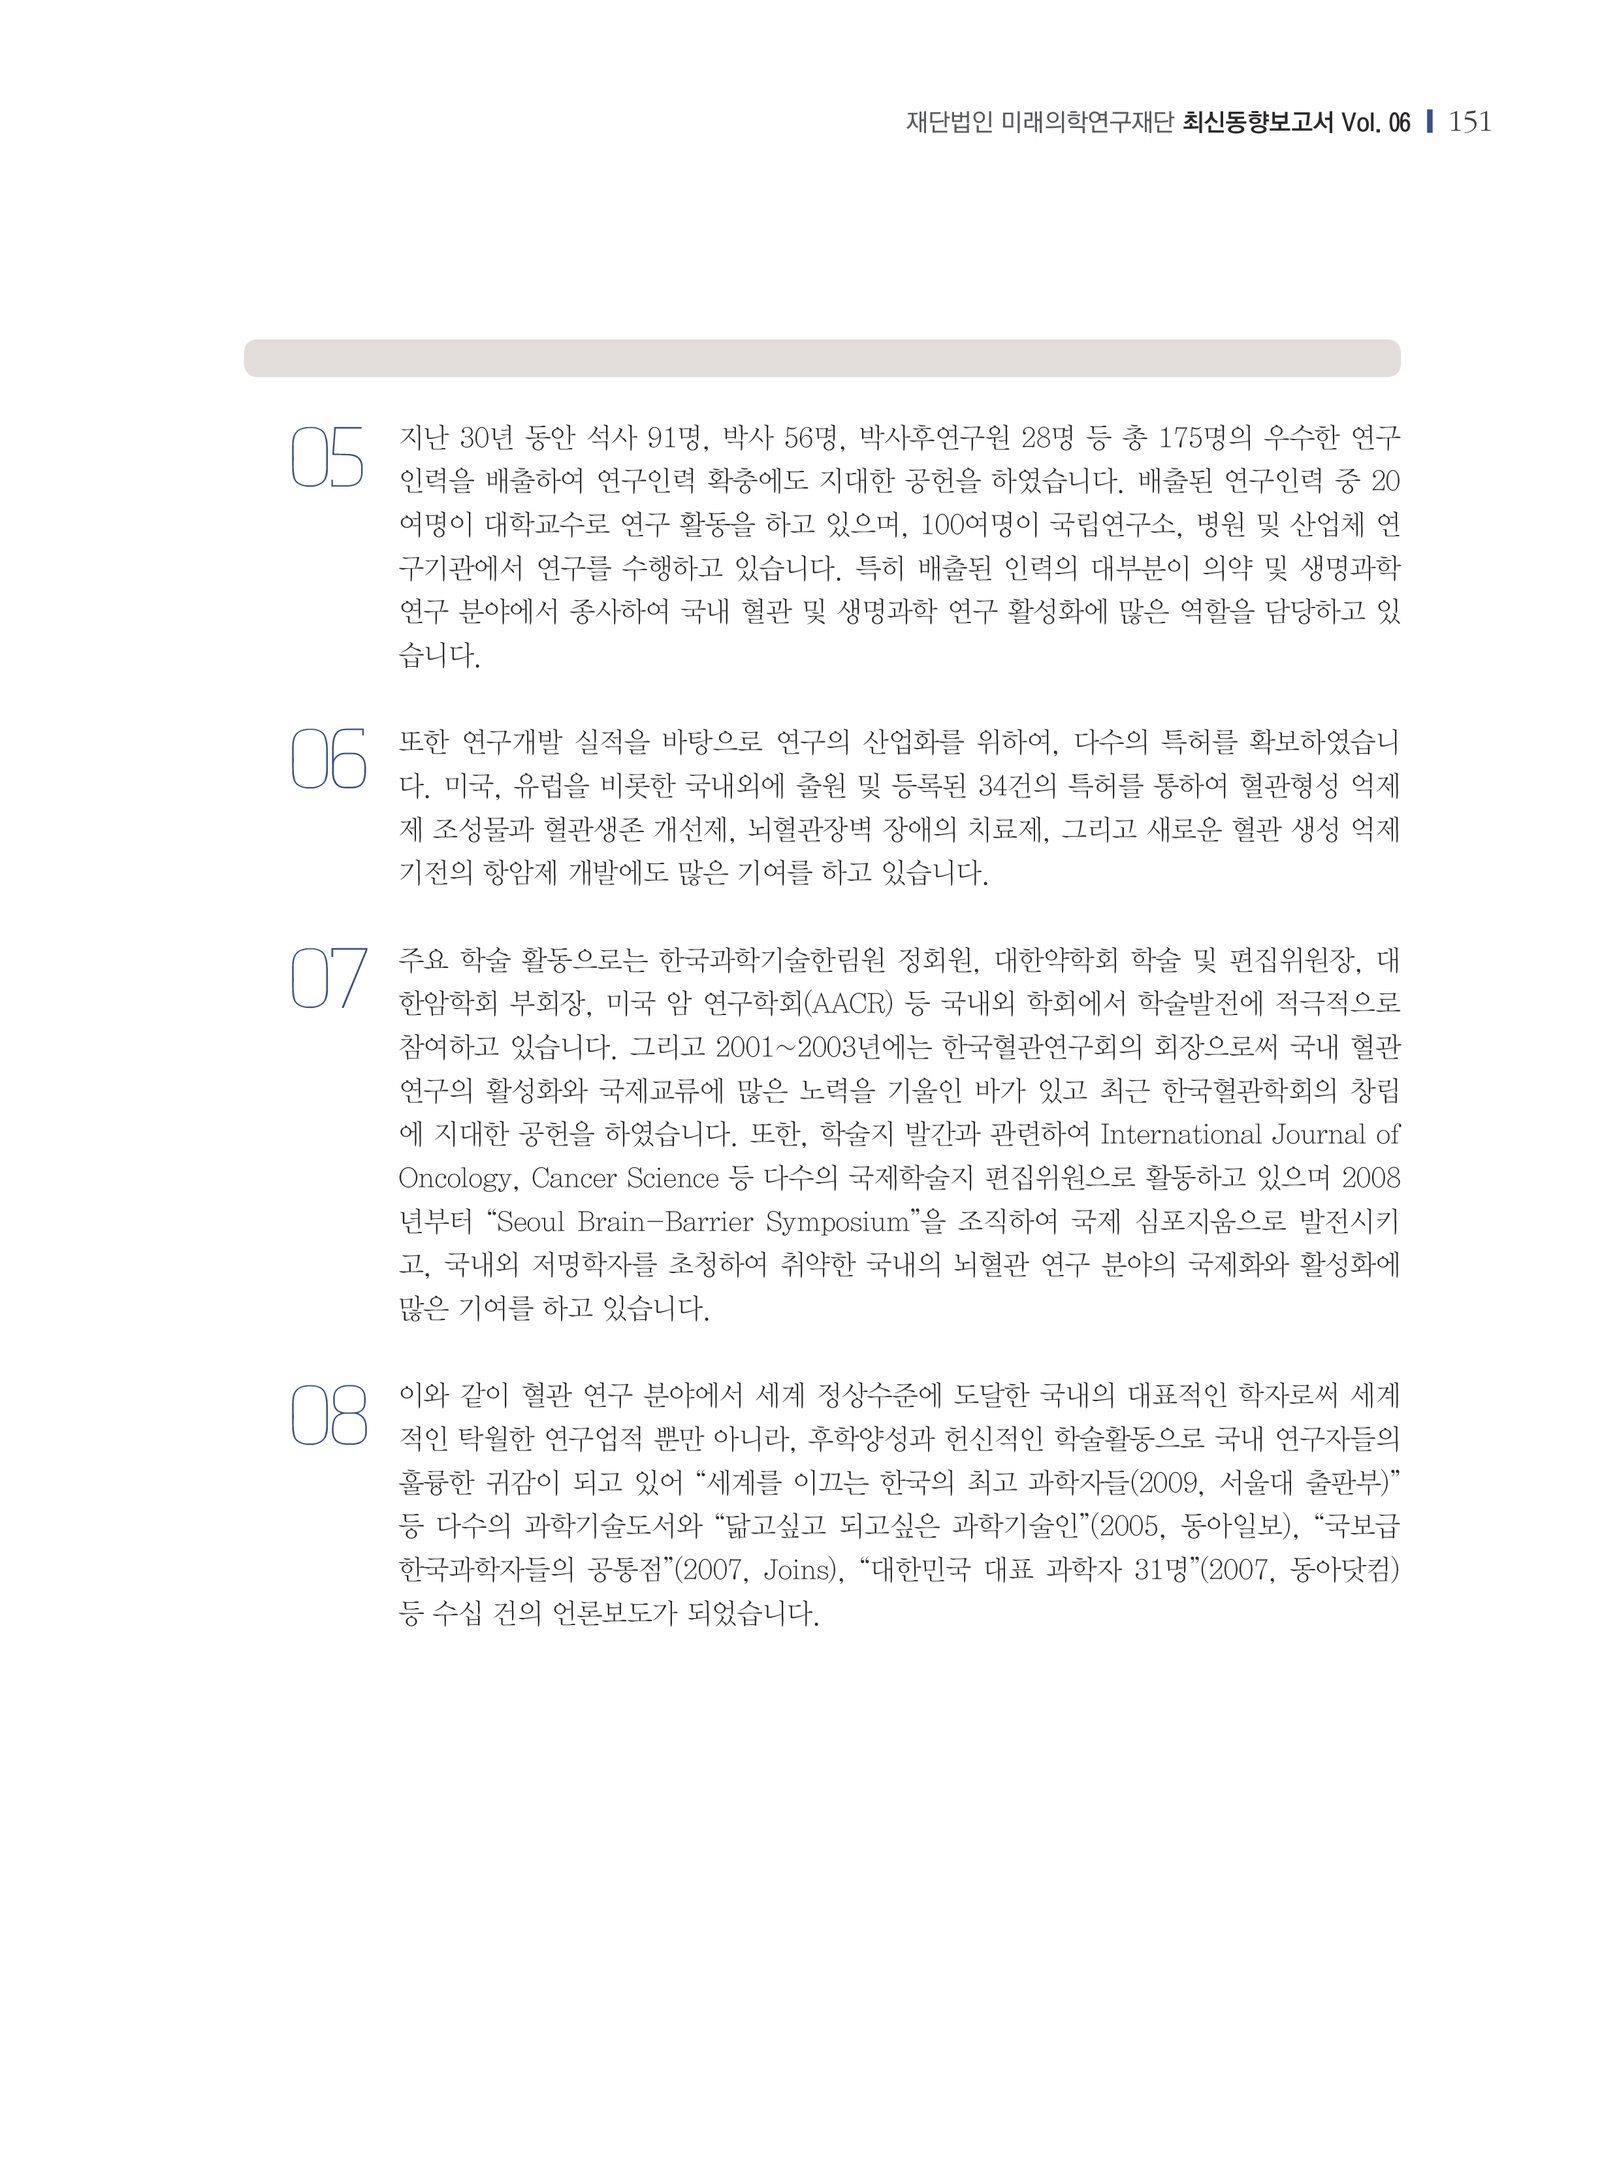 재단법인 미래의학연구재단 최신동향보고서 Vol. 06 151
05
지난 30년 동안 석사 91명, 박사 56명, 박사후연구원 28명 등 총 175명의 우수한 연구
인력을 배출하여 연구인력 확충에도 지대한 공헌을 하였습니다. 배출된 연구인력 중 20
여명이 대학교수로 연구 활동을 하고 있으며, 100여명이 국립연구소, 병원 및 산업체 연
구기관에서 연구를 수행하고 있습니다. 특히 배출된 인력의 대부분이 의약 및 생명과학
연구 분야에서 종사하여 국내 혈관 및 생명과학 연구 활성화에 많은 역할을 담당하고 있
습니다.
06
또한 연구개발 실적을 바탕으로 연구의 산업화를 위하여, 다수의 특허를 확보하였습니
다. 미국, 유럽을 비롯한 국내외에 출원 및 등록된 34건의 특허를 통하여 혈관형성 억제
제 조성물과 혈관생존 개선제, 뇌혈관장벽 장애의 치료제, 그리고 새로운 혈관 생성 억제
기전의 항암제 개발에도 많은 기여를 하고 있습니다.
07
주요 학술 활동으로는 한국과학기술한림원 정회원, 대한약학회 학술 및 편집위원장, 대
한암학회 부회장, 미국 암 연구학회(AACR) 등 국내외 학회에서 학술발전에 적극적으로
참여하고 있습니다. 그리고 2001~2003년에는 한국혈관연구회의 회장으로써 국내 혈관
연구의 활성화와 국제교류에 많은 노력을 기울인 바가 있고 최근 한국혈관학회의 창립
에 지대한 공헌을 하였습니다. 또한, 학술지 발간과 관련하여 International Journal of
Oncology, Cancer Science 등 다수의 국제학술지 편집위원으로 활동하고 있으며 2008
년부터 “Seoul Brain-Barrier Symposium”을 조직하여 국제 심포지움으로 발전시키
고, 국내외 저명학자를 초청하여 취약한 국내의 뇌혈관 연구 분야의 국제화와 활성화에
많은 기여를 하고 있습니다.
08
이와 같이 혈관 연구 분야에서 세계 정상수준에 도달한 국내의 대표적인 학자로써 세계
적인 탁월한 연구업적 뿐만 아니라, 후학양성과 헌신적인 학술활동으로 국내 연구자들의
훌륭한 귀감이 되고 있어 “세계를 이끄는 한국의 최고 과학자들(2009, 서울대 출판부)”
등 다수의 과학기술도서와 “닮고싶고 되고싶은 과학기술인”(2005, 동아일보), “국보급
한국과학자들의 공통점”(2007, Joins), “대한민국 대표 과학자 31명”(2007, 동아닷컴)
등 수십 건의 언론보도가 되었습니다.